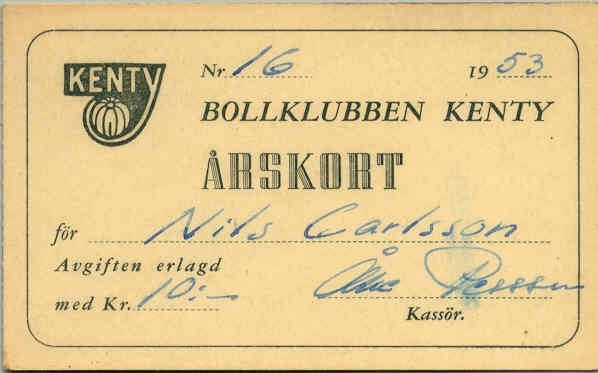 KENTY
Nr 16 1953
BOLLKLUBBEN KENTY
ÅRSKORT
för Nils Carlsson
Avgiften erlagd
med Kr. 10:- Åke Persson
Kassör.